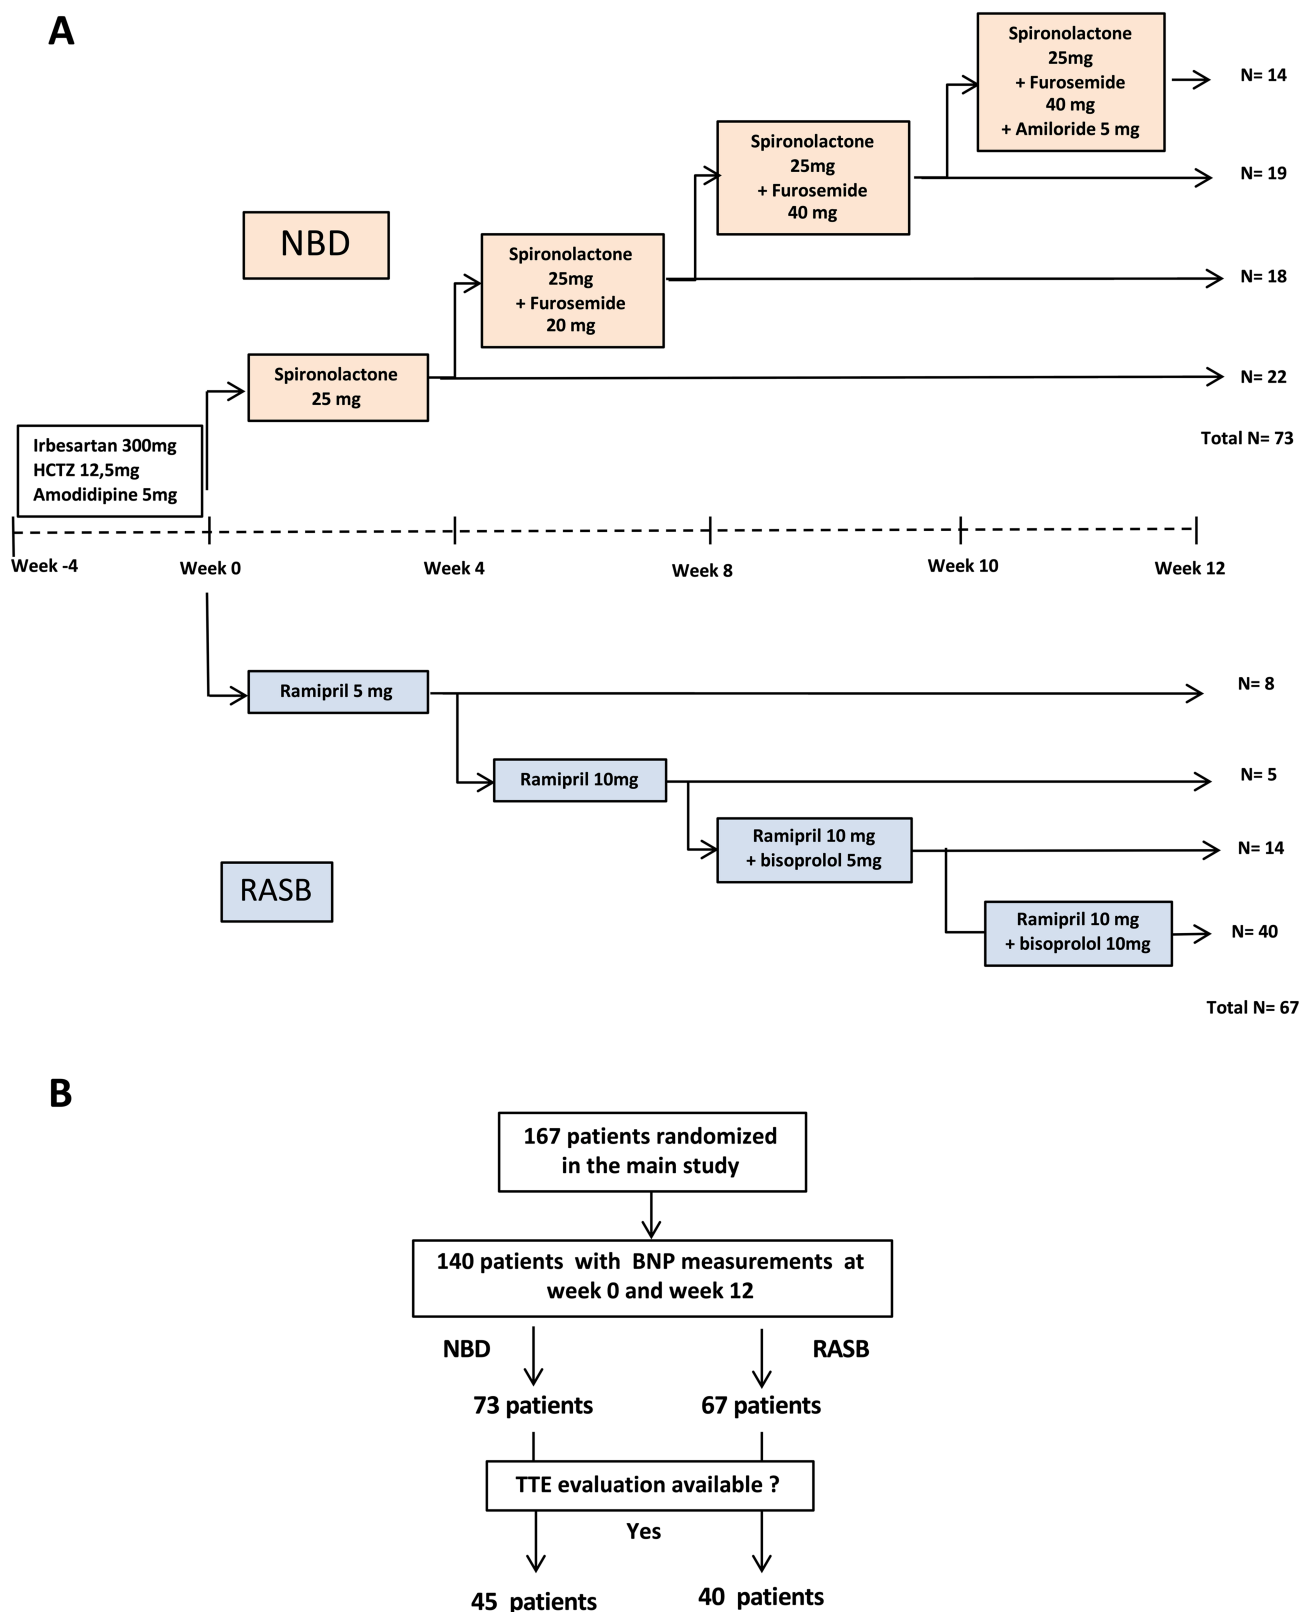 A
Spironolactone
25mg
+ Furosemide
40 mg
+ Amiloride 5 mg
N= 14
Spironolactone
25mg
+ Furosemide
40 mg
N= 19
NBD
Spironolactone
25mg
+ Furosemide
20 mg
N= 18
Spironolactone
25 mg
N= 22
Total N= 73
Irbesartan 300mg
HCTZ 12,5mg
Amodidipine 5mg
Week -4
Week 0
Week 4
Week 8
Week 10
Week 12
Ramipril 5 mg
N= 8
Ramipril 10mg
N= 5
Ramipril 10 mg
+ bisoprolol 5mg
N= 14
RASB
Ramipril 10 mg
+ bisoprolol 10mg
N= 40
Total N= 67
B
167 patients randomized
in the main study
140 patients with BNP measurements at
week 0 and week 12
NBD
RASB
73 patients
67 patients
TTE evaluation available ?
Yes
45 patients
40 patients